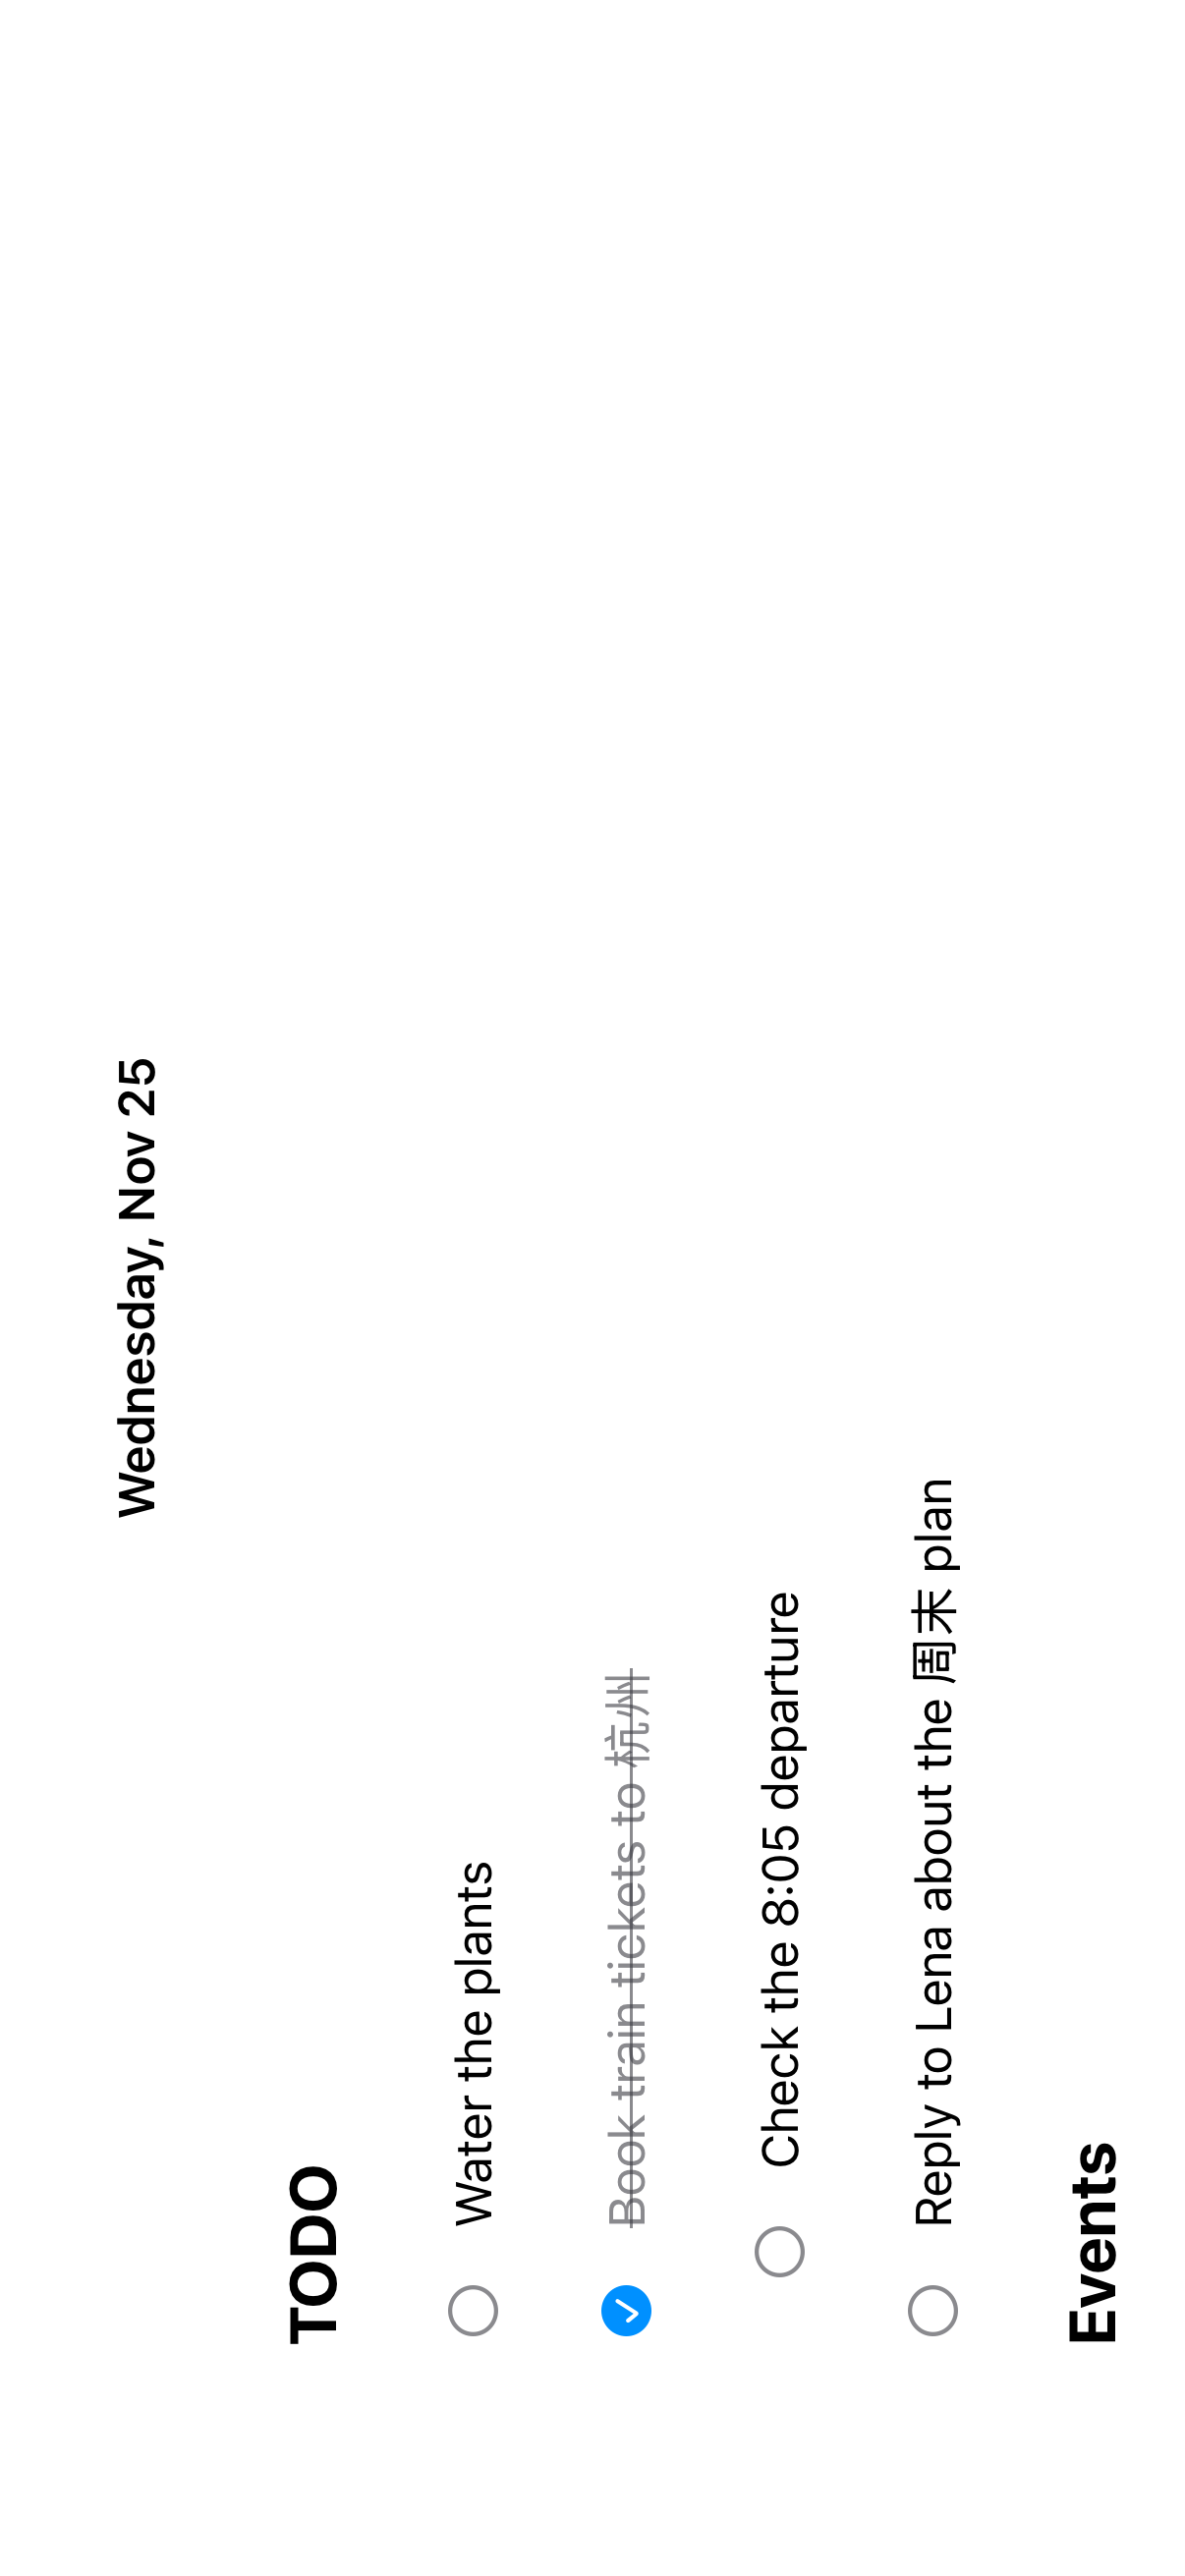 Wednesday, Nov 25
TODO
Water the plants
Book train tickets to 杭州
Check the 8:05 departure
Reply to Lena about the 周末 plan
Events